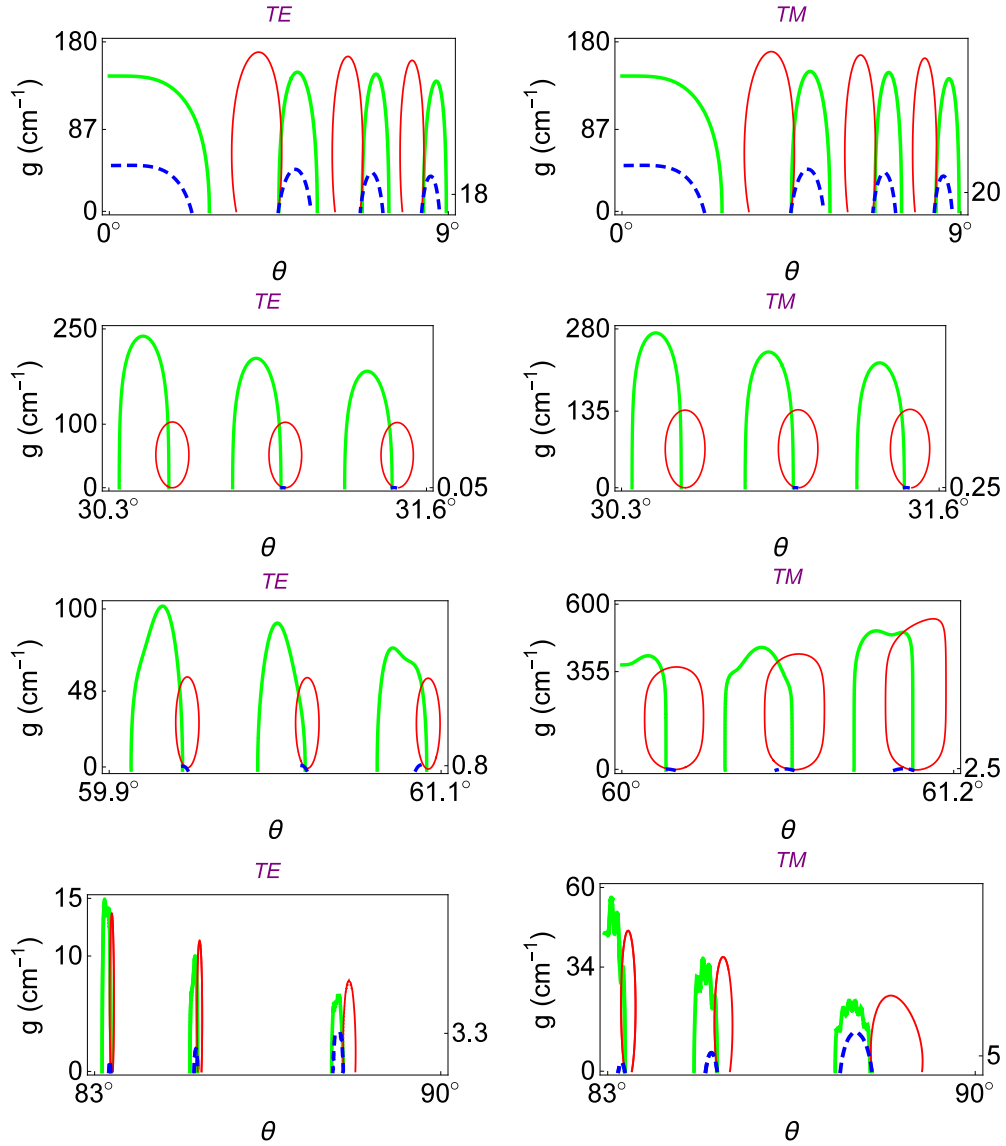 TE
TM
180
87
0
g (cm⁻¹)
18
0°
9°
θ
180
87
0
g (cm⁻¹)
20
0°
9°
θ
TE
TM
250
100
0
g (cm⁻¹)
0.05
30.3°
31.6°
θ
280
135
0
g (cm⁻¹)
0.25
30.3°
31.6°
θ
TE
TM
100
48
0
g (cm⁻¹)
0.8
59.9°
61.1°
θ
600
355
0
g (cm⁻¹)
2.5
60°
61.2°
θ
TE
TM
15
10
0
g (cm⁻¹)
3.3
83°
90°
θ
60
34
0
g (cm⁻¹)
5
83°
90°
θ